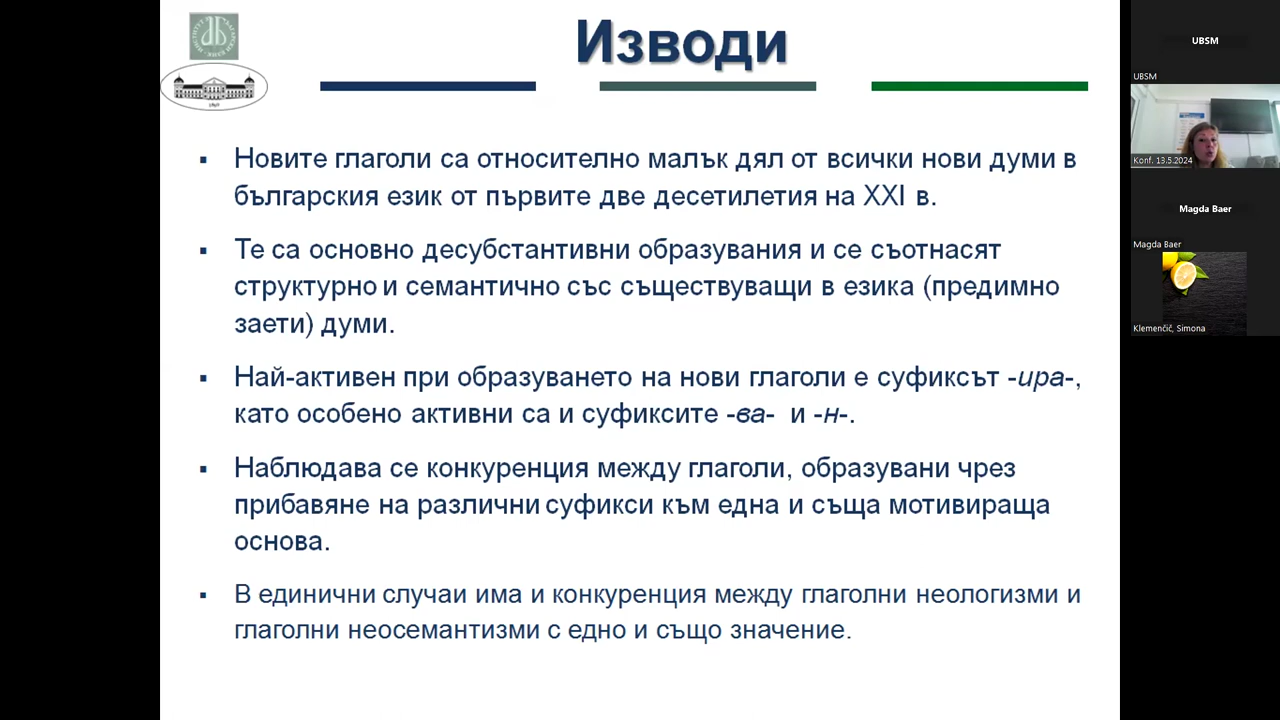 Изводи
▪ Новите глаголи са относително малък дял от всички нови думи в
българския език от първите две десетилетия на XXI в.
▪ Те са основно десубстантивни образувания и се съотнасят
структурно и семантично със съществуващи в езика (предимно
заети) думи.
▪ Най-активен при образуването на нови глаголи е суфиксът -ира-,
като особено активни са и суфиксите -ва- и -н-.
▪ Наблюдава се конкуренция между глаголи, образувани чрез
прибавяне на различни суфикси към една и съща мотивираща
основа.
▪ В единични случаи има и конкуренция между глаголни неологизми и
глаголни неосемантизми с едно и също значение.
UBSM
UBSM
Konf. 13.5.2024
Magda Baer
Magda Baer
Klemenčič, Simona